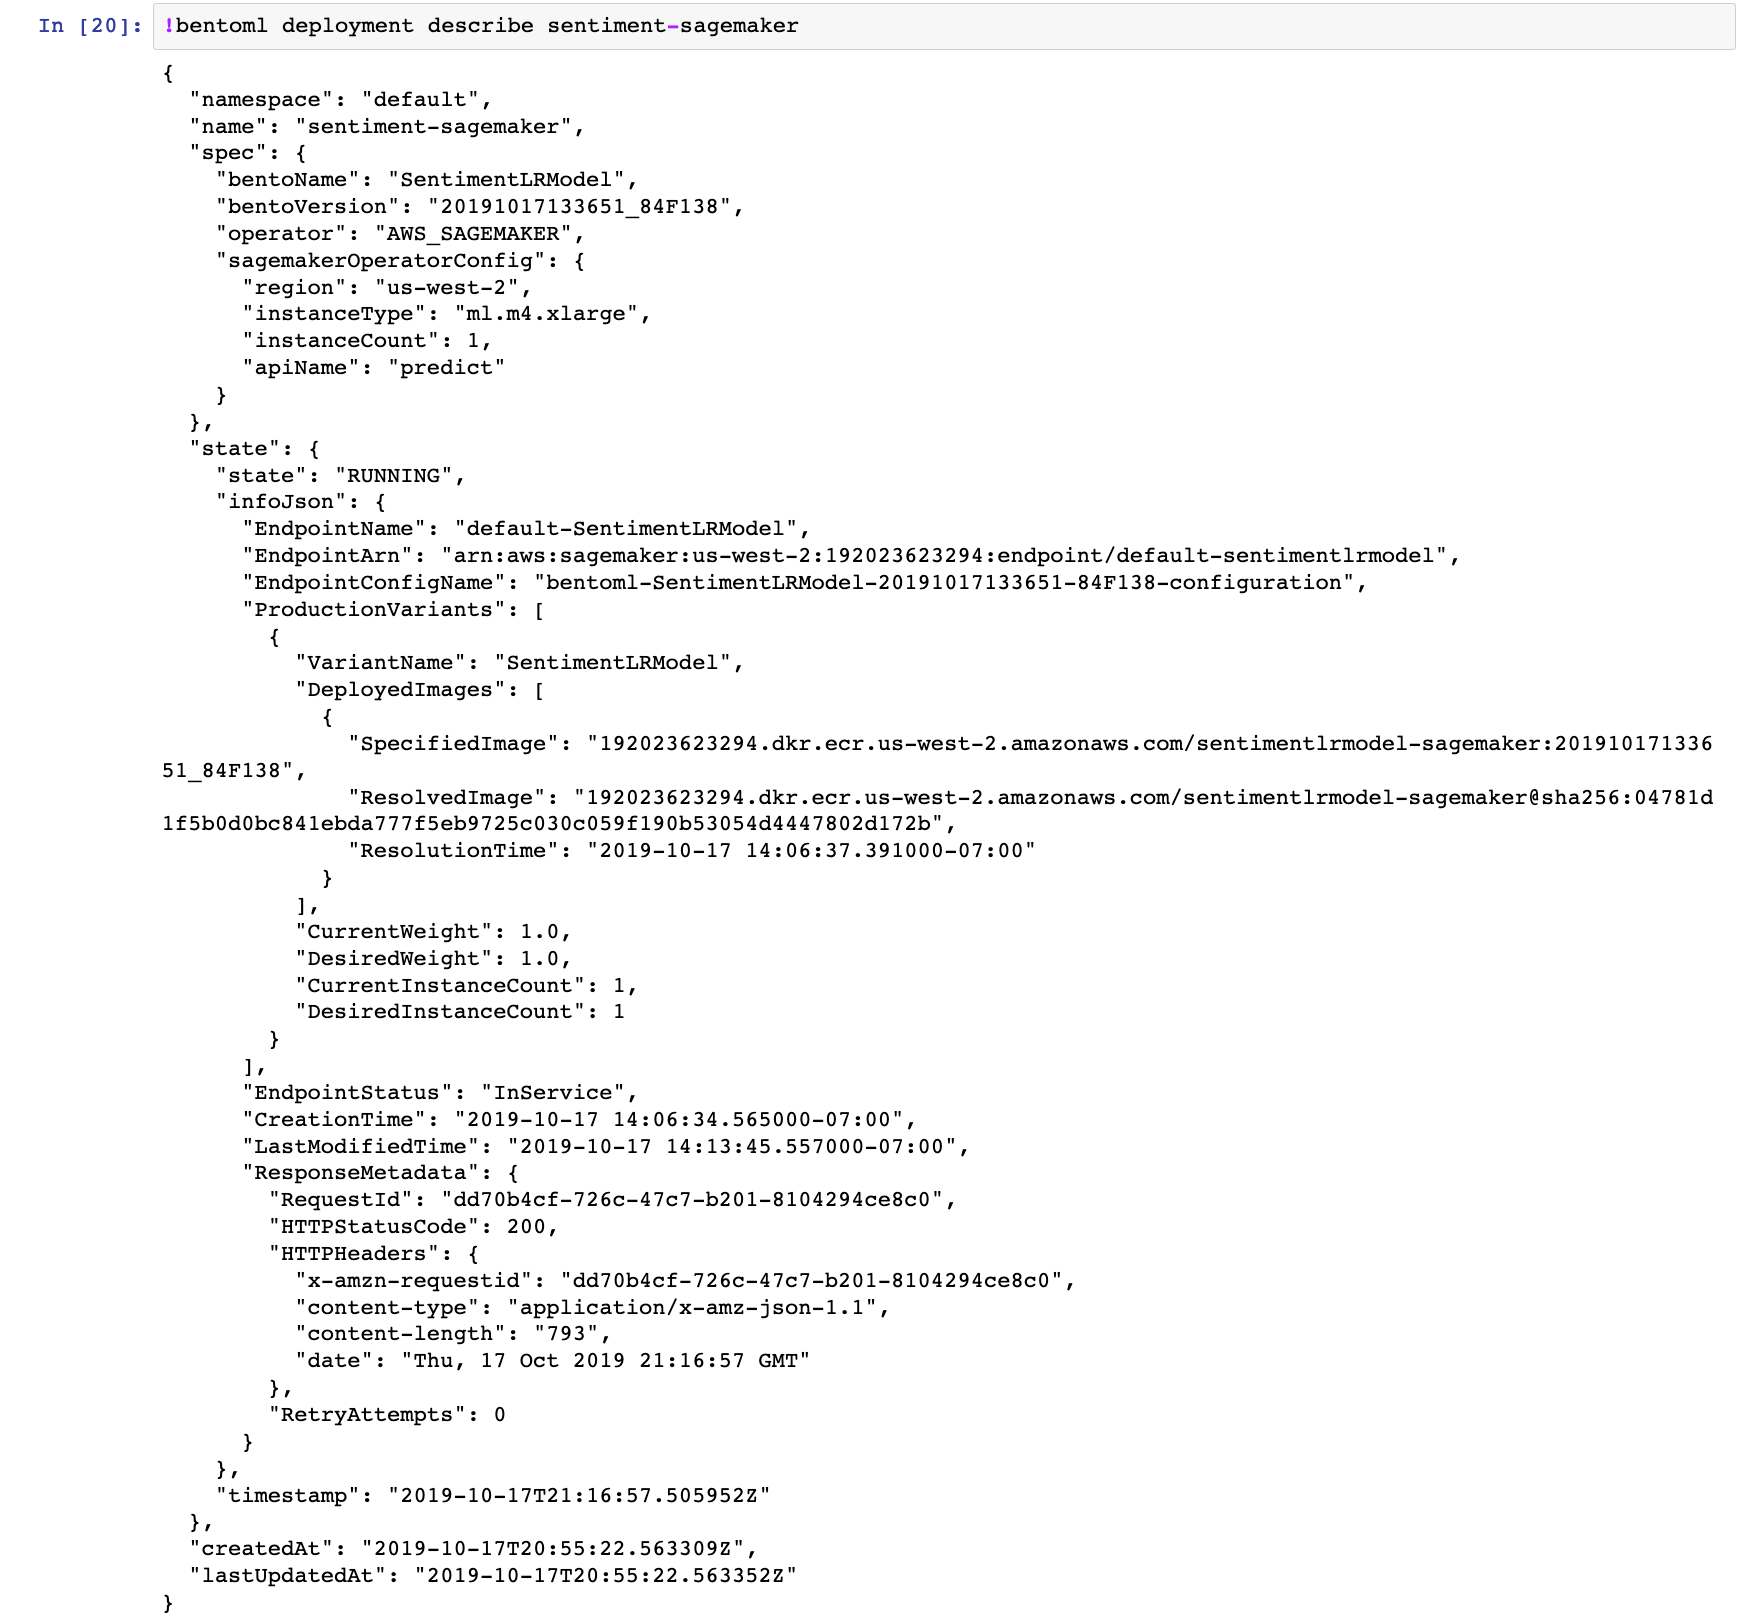 In [20]: !bentoml deployment describe sentiment-sagemaker
{
  "namespace": "default",
  "name": "sentiment-sagemaker",
  "spec": {
    "bentoName": "SentimentLRModel",
    "bentoVersion": "20191017133651_84F138",
    "operator": "AWS_SAGEMAKER",
    "sagemakerOperatorConfig": {
      "region": "us-west-2",
      "instanceType": "ml.m4.xlarge",
      "instanceCount": 1,
      "apiName": "predict"
    }
  },
  "state": {
    "state": "RUNNING",
    "infoJson": {
      "EndpointName": "default-SentimentLRModel",
      "EndpointArn": "arn:aws:sagemaker:us-west-2:192023623294:endpoint/default-sentimentlrmodel",
      "EndpointConfigName": "bentoml-SentimentLRModel-20191017133651-84F138-configuration",
      "ProductionVariants": [
        {
          "VariantName": "SentimentLRModel",
          "DeployedImages": [
            {
              "SpecifiedImage": "192023623294.dkr.ecr.us-west-2.amazonaws.com/sentimentlrmodel-sagemaker:201910171336
51_84F138",
              "ResolvedImage": "192023623294.dkr.ecr.us-west-2.amazonaws.com/sentimentlrmodel-sagemaker@sha256:04781d
1f5b0d0bc841ebda777f5eb9725c030c059f190b53054d4447802d172b",
              "ResolutionTime": "2019-10-17 14:06:37.391000-07:00"
            }
          ],
          "CurrentWeight": 1.0,
          "DesiredWeight": 1.0,
          "CurrentInstanceCount": 1,
          "DesiredInstanceCount": 1
        }
      ],
      "EndpointStatus": "InService",
      "CreationTime": "2019-10-17 14:06:34.565000-07:00",
      "LastModifiedTime": "2019-10-17 14:13:45.557000-07:00",
      "ResponseMetadata": {
        "RequestId": "dd70b4cf-726c-47c7-b201-8104294ce8c0",
        "HTTPStatusCode": 200,
        "HTTPHeaders": {
          "x-amzn-requestid": "dd70b4cf-726c-47c7-b201-8104294ce8c0",
          "content-type": "application/x-amz-json-1.1",
          "content-length": "793",
          "date": "Thu, 17 Oct 2019 21:16:57 GMT"
        },
        "RetryAttempts": 0
      }
    },
    "timestamp": "2019-10-17T21:16:57.505952Z"
  },
  "createdAt": "2019-10-17T20:55:22.563309Z",
  "lastUpdatedAt": "2019-10-17T20:55:22.563352Z"
}